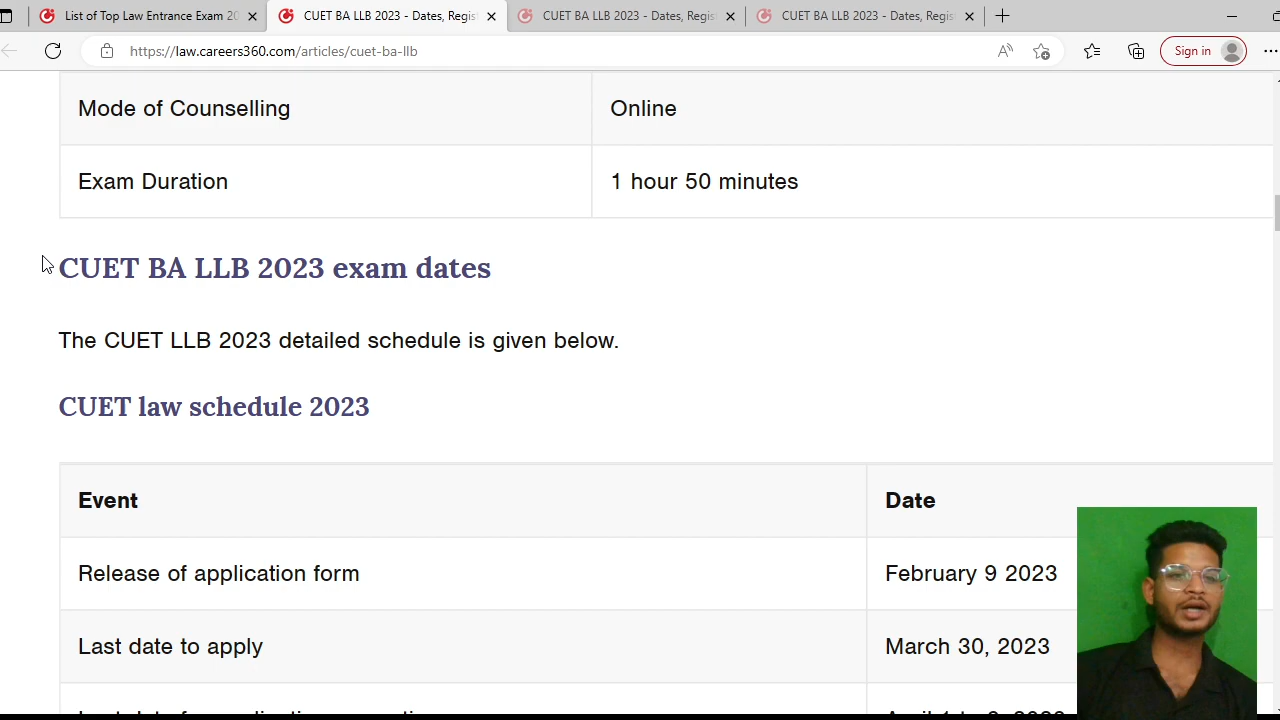 List of Top Law Entrance Exam 20
CUET BA LLB 2023 - Dates, Regis
CUET BA LLB 2023 - Dates, Regis
CUET BA LLB 2023 - Dates, Regis
https://law.careers360.com/articles/cuet-ba-llb
Sign in
Mode of Counselling Online
Exam Duration 1 hour 50 minutes
CUET BA LLB 2023 exam dates
The CUET LLB 2023 detailed schedule is given below.
CUET law schedule 2023
Event Date
Release of application form February 9 2023
Last date to apply March 30, 2023